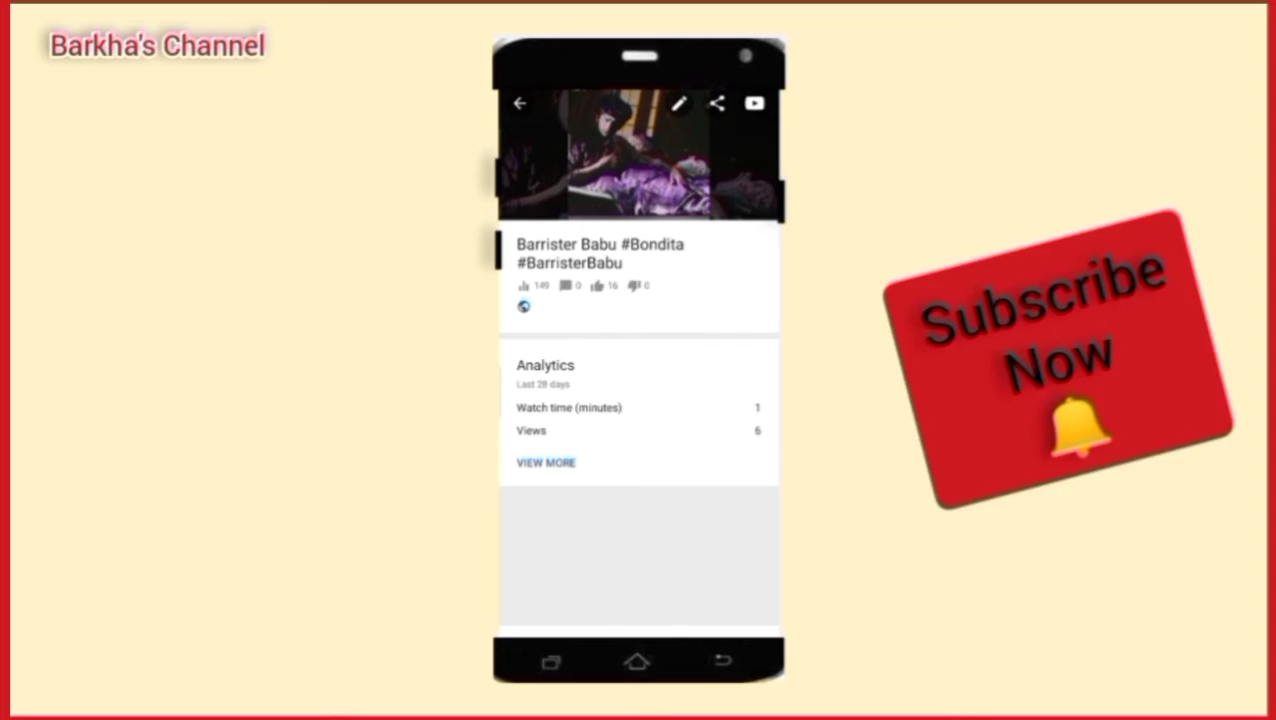 Barkha's Channel
Barrister Babu #Bondita
#BarristerBabu
149 0 16 0
Analytics
Last 28 days
Watch time (minutes) 1
Views 6
VIEW MORE
Subscribe
Now